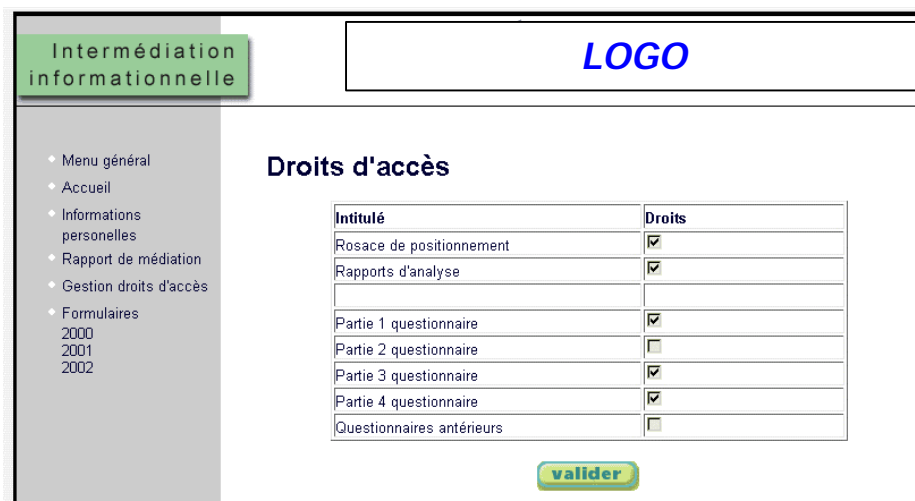 Intermédiation
informationnelle
LOGO
Menu général
Accueil
Informations
personelles
Rapport de médiation
Gestion droits d'accès
Formulaires
2000
2001
2002
Droits d'accès
Intitulé Droits
Rosace de positionnement
Rapports d'analyse
Partie 1 questionnaire
Partie 2 questionnaire
Partie 3 questionnaire
Partie 4 questionnaire
Questionnaires antérieurs
valider